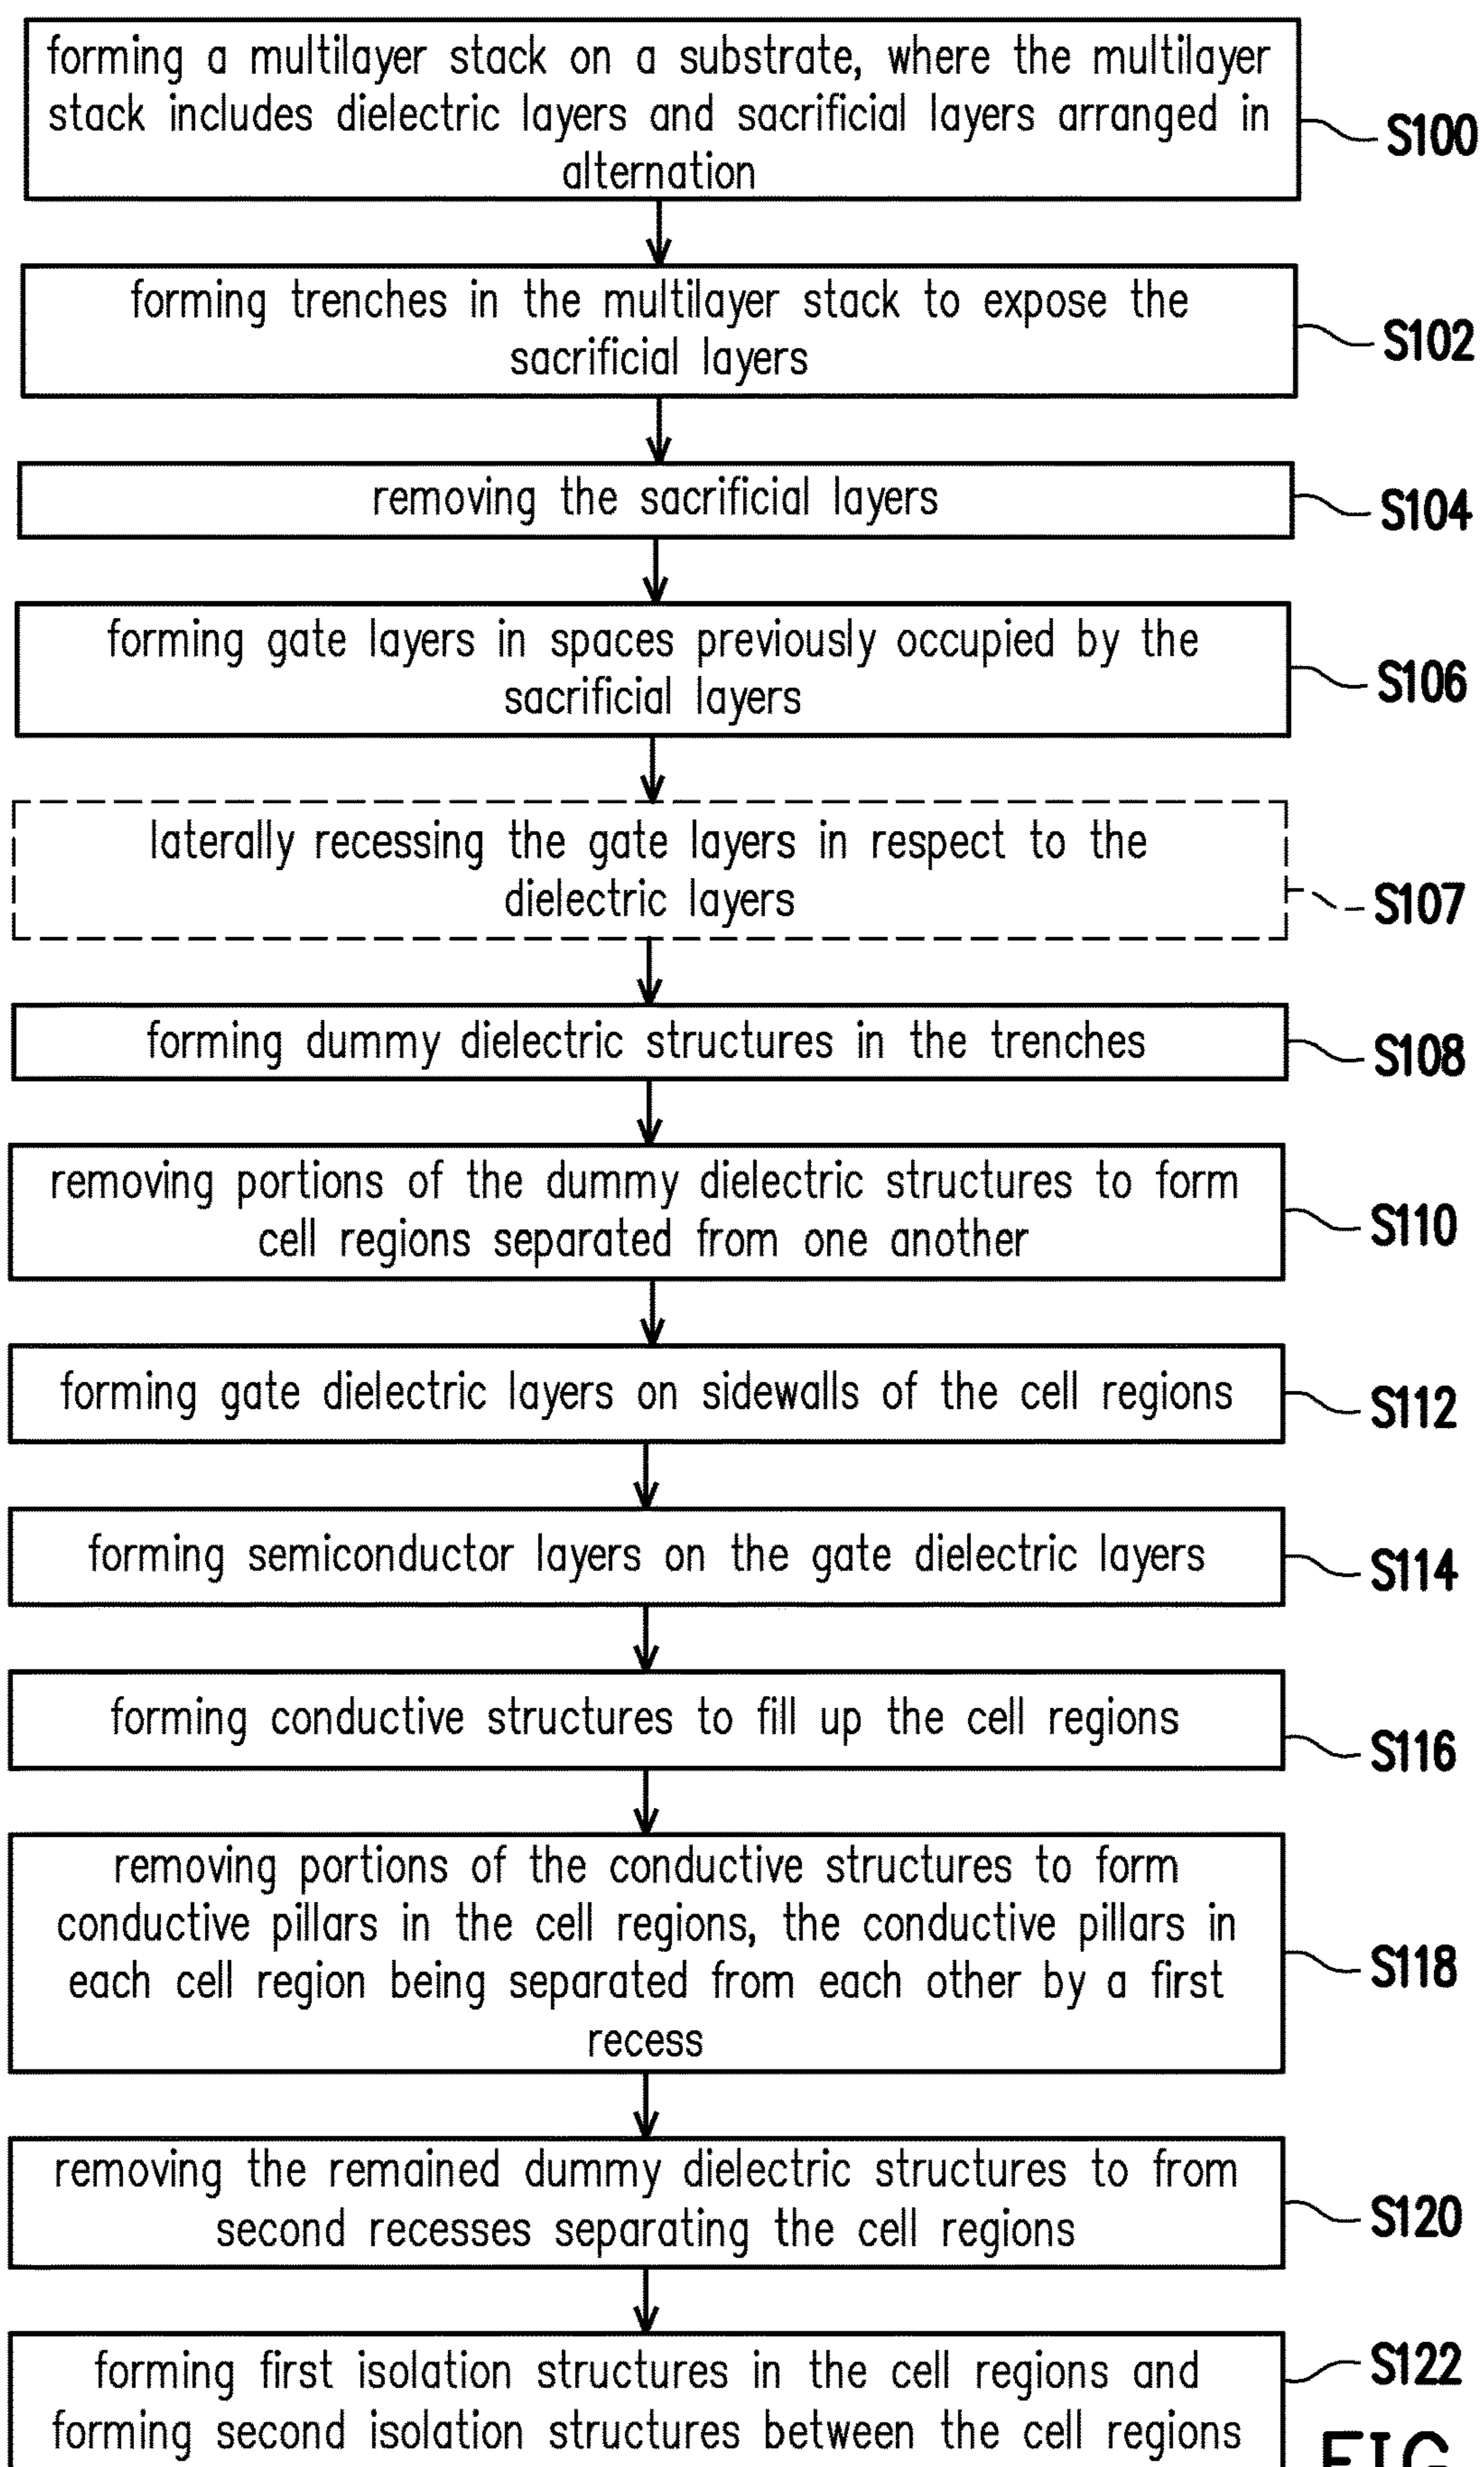 forming a multilayer stack on a substrate, where the multilayer
stack includes dielectric layers and sacrificial layers arranged in
alternation
S100
forming trenches in the multilayer stack to expose the
sacrificial layers
S102
removing the sacrificial layers
S104
forming gate layers in spaces previously occupied by the
sacrificial layers
S106
laterally recessing the gate layers in respect to the
dielectric layers
S107
forming dummy dielectric structures in the trenches
S108
removing portions of the dummy dielectric structures to form
cell regions separated from one another
S110
forming gate dielectric layers on sidewalls of the cell regions
S112
forming semiconductor layers on the gate dielectric layers
S114
forming conductive structures to fill up the cell regions
S116
removing portions of the conductive structures to form
conductive pillars in the cell regions, the conductive pillars in
each cell region being separated from each other by a first
recess
S118
removing the remained dummy dielectric structures to from
second recesses separating the cell regions
S120
forming first isolation structures in the cell regions and
forming second isolation structures between the cell regions
S122
FIG